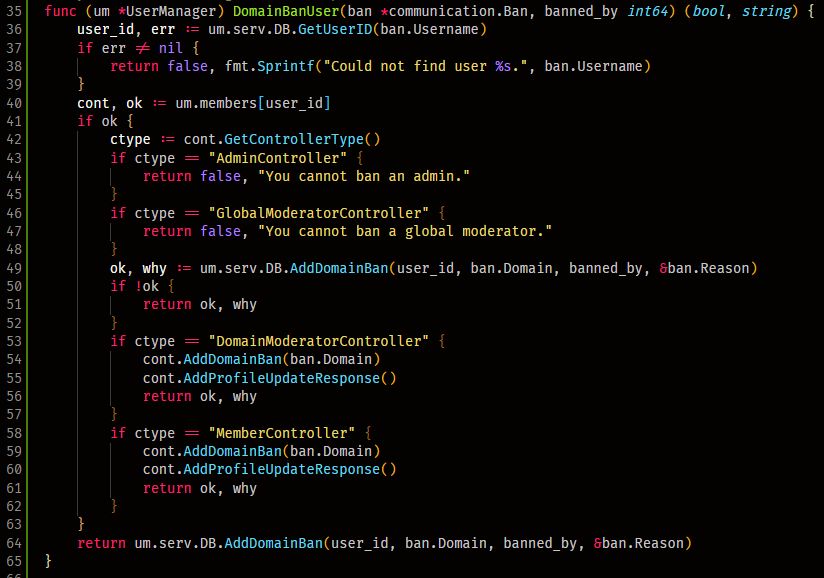 35 func (um *UserManager) DomainBanUser(ban *communication.Ban, banned_by int64) (bool, string) {
36     user_id, err := um.serv.DB.GetUserID(ban.Username)
37     if err ≠ nil {
38         return false, fmt.Sprintf("Could not find user %s.", ban.Username)
39     }
40     cont, ok := um.members[user_id]
41     if ok {
42         ctype := cont.GetControllerType()
43         if ctype == "AdminController" {
44             return false, "You cannot ban an admin."
45         }
46         if ctype == "GlobalModeratorController" {
47             return false, "You cannot ban a global moderator."
48         }
49         ok, why := um.serv.DB.AddDomainBan(user_id, ban.Domain, banned_by, &ban.Reason)
50         if !ok {
51             return ok, why
52         }
53         if ctype == "DomainModeratorController" {
54             cont.AddDomainBan(ban.Domain)
55             cont.AddProfileUpdateResponse()
56             return ok, why
57         }
58         if ctype == "MemberController" {
59             cont.AddDomainBan(ban.Domain)
60             cont.AddProfileUpdateResponse()
61             return ok, why
62         }
63     }
64     return um.serv.DB.AddDomainBan(user_id, ban.Domain, banned_by, &ban.Reason)
65 }